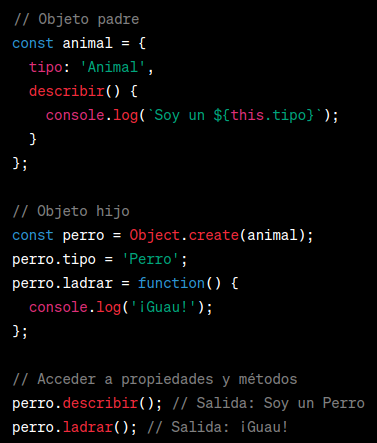 // Objeto padre
const animal = {
  tipo: 'Animal',
  describir() {
    console.log(`Soy un ${this.tipo}`);
  }
};

// Objeto hijo
const perro = Object.create(animal);
perro.tipo = 'Perro';
perro.ladrar = function() {
  console.log('¡Guau!');
};

// Acceder a propiedades y métodos
perro.describir(); // Salida: Soy un Perro
perro.ladrar(); // Salida: ¡Guau!